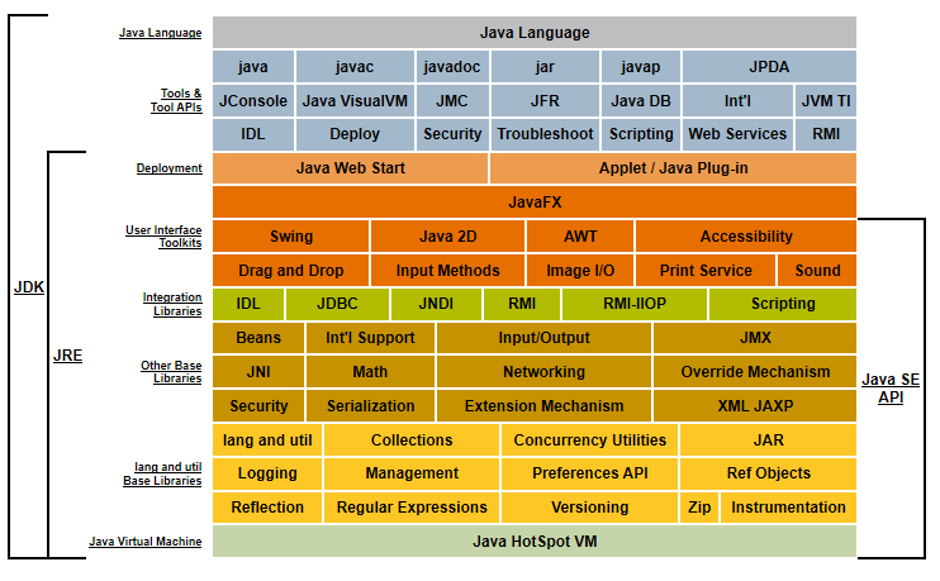 Java Language
Java Language
java javac javadoc jar javap JPDA
Tools &
Tool APIs
JConsole Java VisualVM JMC JFR Java DB Int'l JVM TI
IDL Deploy Security Troubleshoot Scripting Web Services RMI
Deployment
Java Web Start Applet / Java Plug-in
JavaFX
User Interface
Toolkits
Swing Java 2D AWT Accessibility
Drag and Drop Input Methods Image I/O Print Service Sound
JDK
Integration
Libraries
IDL JDBC JNDI RMI RMI-IIOP Scripting
Beans Int'l Support Input/Output JMX
JRE
Other Base
Libraries
JNI Math Networking Override Mechanism
Java SE
API
Security Serialization Extension Mechanism XML JAXP
lang and util Collections Concurrency Utilities JAR
lang and util
Base Libraries
Logging Management Preferences API Ref Objects
Reflection Regular Expressions Versioning Zip Instrumentation
Java Virtual Machine
Java HotSpot VM